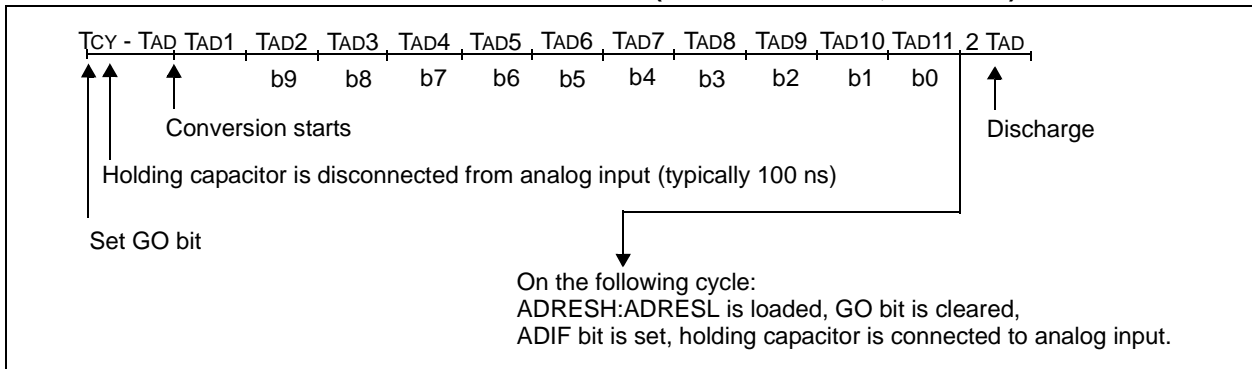 TCY - TAD TAD1 TAD2 TAD3 TAD4 TAD5 TAD6 TAD7 TAD8 TAD9 TAD10 TAD11 2 TAD
b9 b8 b7 b6 b5 b4 b3 b2 b1 b0
Conversion starts
Discharge
Holding capacitor is disconnected from analog input (typically 100 ns)
Set GO bit
On the following cycle:
ADRESH:ADRESL is loaded, GO bit is cleared,
ADIF bit is set, holding capacitor is connected to analog input.